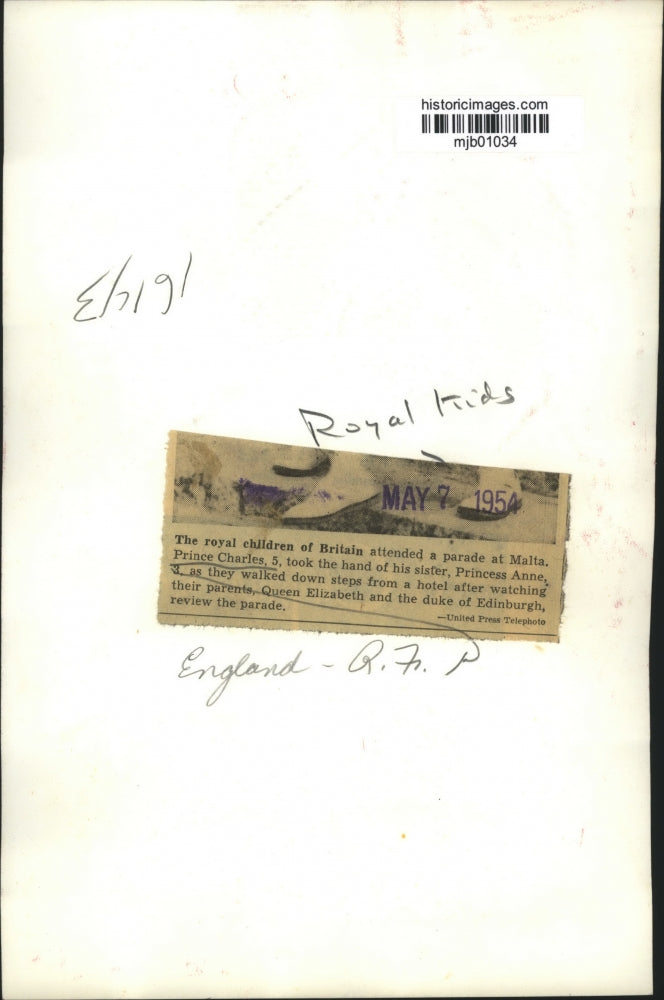 historicimages.com
mjb01034
Royal Kids
MAY 7 1954
The royal children of Britain attended a parade at Malta.
Prince Charles, 5, took the hand of his sister, Princess Anne,
3, as they walked down steps from a hotel after watching
their parents, Queen Elizabeth and the duke of Edinburgh,
review the parade.
—United Press Telephoto
England - R.F.